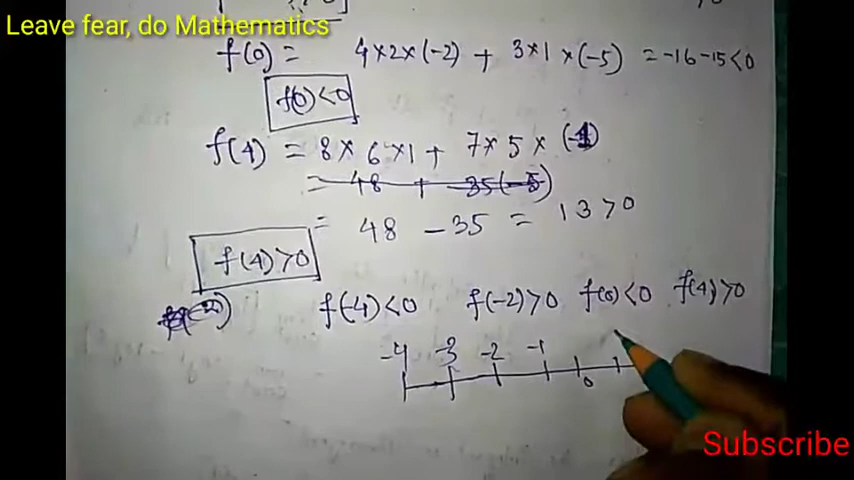 Leave fear, do Mathematics
f(0) = 4×2×(-2) + 3×1×(-5) = -16-15<0
f(0)<0
f(4) = 8×6×1 + 7×5×(-1)
= 48 + 35(-5)
= 48 - 35 = 13>0
f(4)>0
f(-4)<0 f(-2)>0 f(0)<0 f(4)>0
-4 -3 -2 -1
0
Subscribe